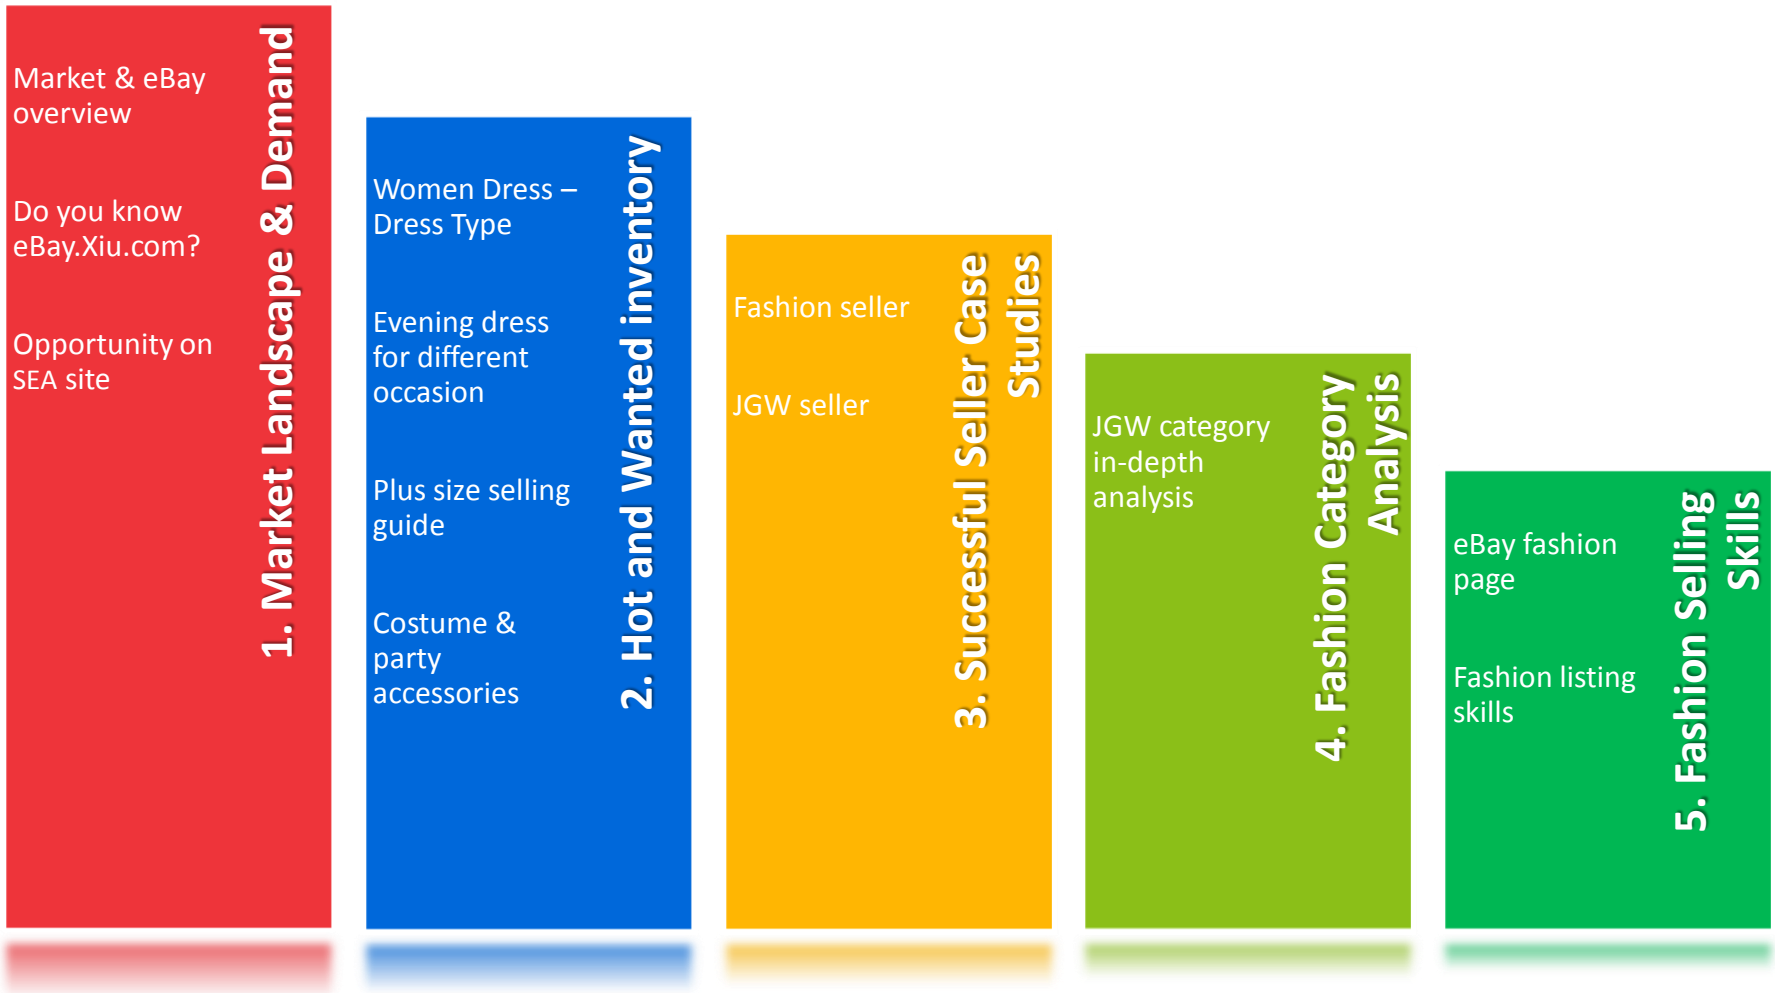 1. Market Landscape & Demand
Market & eBay
overview
Do you know
eBay.Xiu.com?
Opportunity on
SEA site
2. Hot and Wanted inventory
Women Dress –
Dress Type
Evening dress
for different
occasion
Plus size selling
guide
Costume &
party
accessories
3. Successful Seller Case
Studies
Fashion seller
JGW seller
4. Fashion Category
Analysis
JGW category
in-depth
analysis
5. Fashion Selling
Skills
eBay fashion
page
Fashion listing
skills